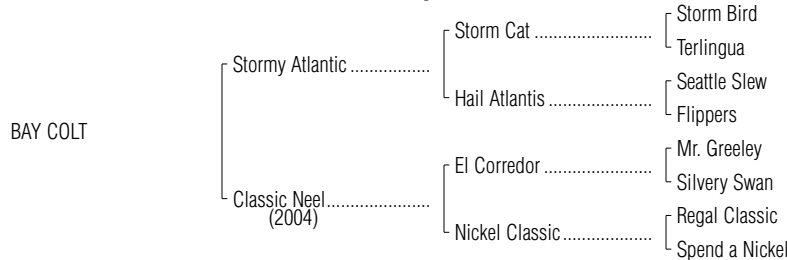 Storm Bird
Storm Cat ........................
Terlingua
Stormy Atlantic .................
Seattle Slew
Hail Atlantis .....................
Flippers
BAY COLT
Mr. Greeley
El Corredor ......................
Silvery Swan
Classic Neel.....................
(2004)
Regal Classic
Nickel Classic..................
Spend a Nickel